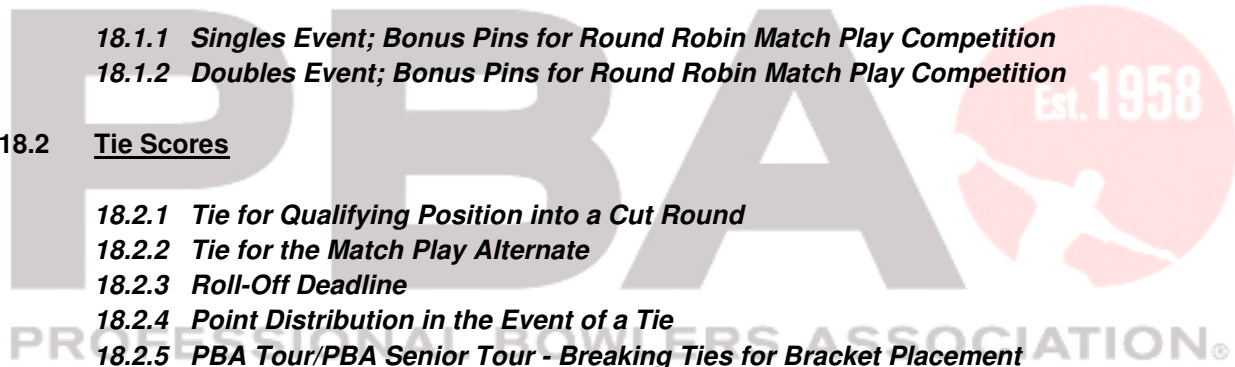 18.1.1 Singles Event; Bonus Pins for Round Robin Match Play Competition
18.1.2 Doubles Event; Bonus Pins for Round Robin Match Play Competition
PBA
Est. 1958
18.2 Tie Scores
18.2.1 Tie for Qualifying Position into a Cut Round
18.2.2 Tie for the Match Play Alternate
18.2.3 Roll-Off Deadline
18.2.4 Point Distribution in the Event of a Tie
PROFESSIONAL BOWLERS ASSOCIATION®
18.2.5 PBA Tour/PBA Senior Tour - Breaking Ties for Bracket Placement